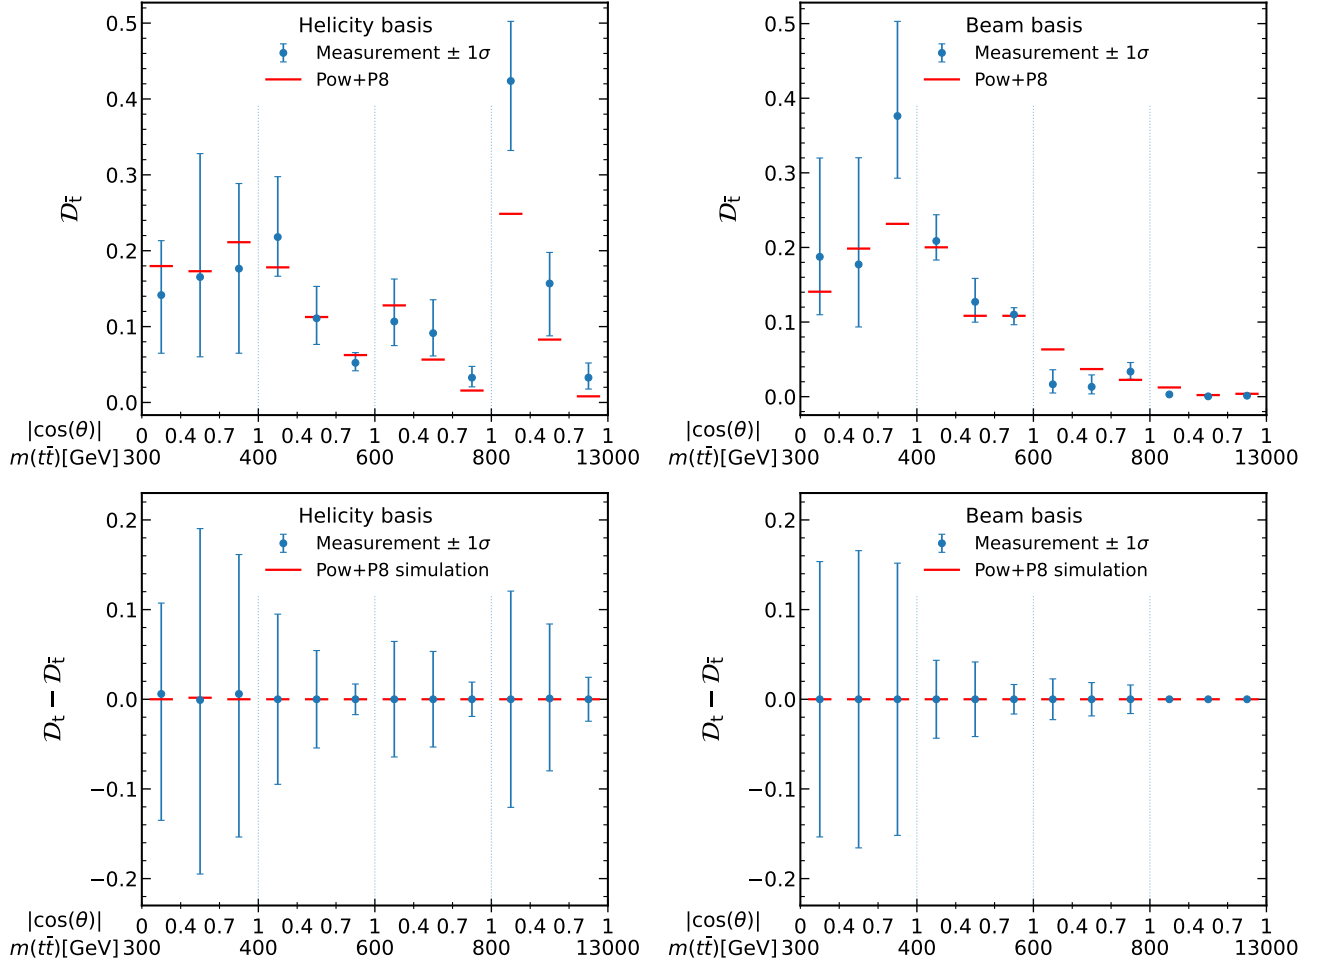 Helicity basis
Measurement ± 1σ
Pow+P8
0.5
0.4
0.3
0.2
0.1
0.0
𝒟t̄
|cos(θ)|
0 0.4 0.7 1 0.4 0.7 1 0.4 0.7 1 0.4 0.7 1
m(tt̄)[GeV]
300 400 600 800 13000
Beam basis
Measurement ± 1σ
Pow+P8
0.5
0.4
0.3
0.2
0.1
0.0
𝒟t̄
|cos(θ)|
0 0.4 0.7 1 0.4 0.7 1 0.4 0.7 1 0.4 0.7 1
m(tt̄)[GeV]
300 400 600 800 13000
Helicity basis
Measurement ± 1σ
Pow+P8 simulation
0.2
0.1
0.0
−0.1
−0.2
𝒟t − 𝒟t̄
|cos(θ)|
0 0.4 0.7 1 0.4 0.7 1 0.4 0.7 1 0.4 0.7 1
m(tt̄)[GeV]
300 400 600 800 13000
Beam basis
Measurement ± 1σ
Pow+P8 simulation
0.2
0.1
0.0
−0.1
−0.2
𝒟t − 𝒟t̄
|cos(θ)|
0 0.4 0.7 1 0.4 0.7 1 0.4 0.7 1 0.4 0.7 1
m(tt̄)[GeV]
300 400 600 800 13000